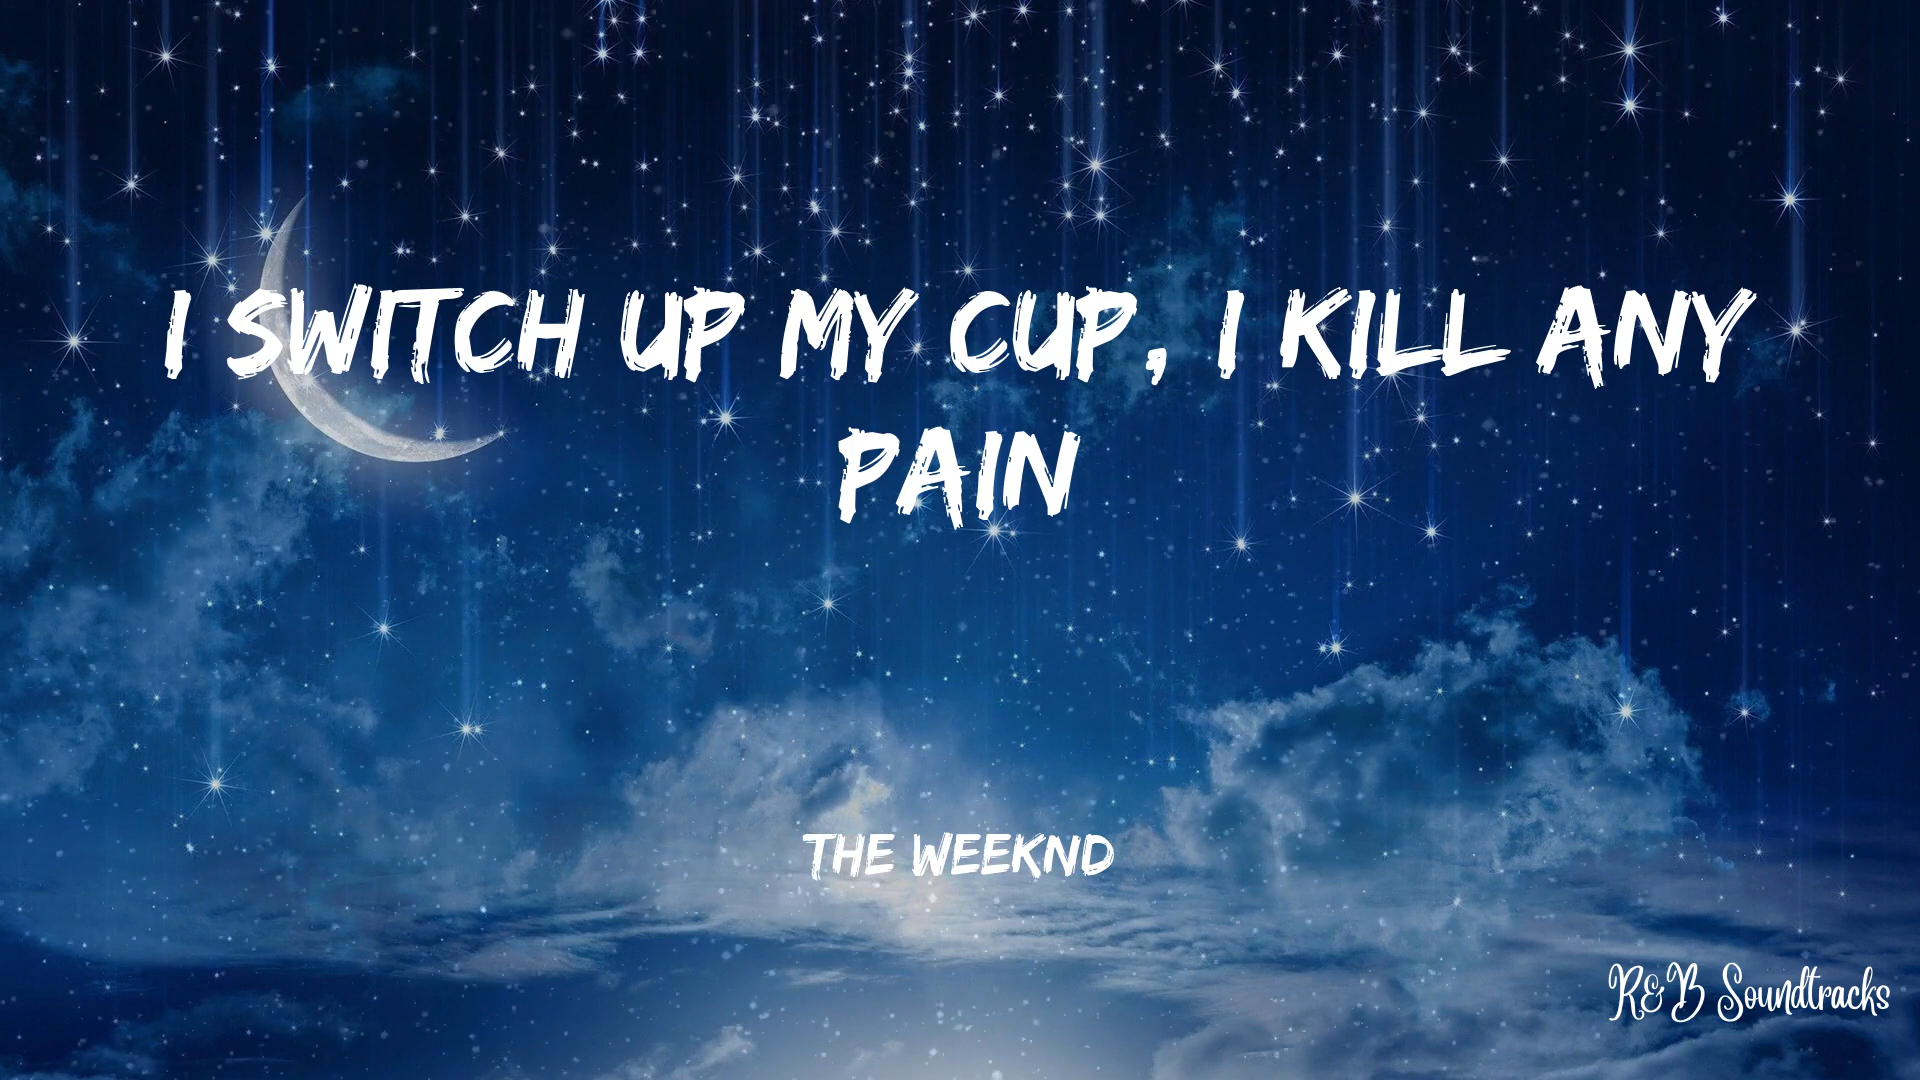 I SWITCH UP MY CUP, I KILL ANY
PAIN
THE WEEKND
R&B Soundtracks